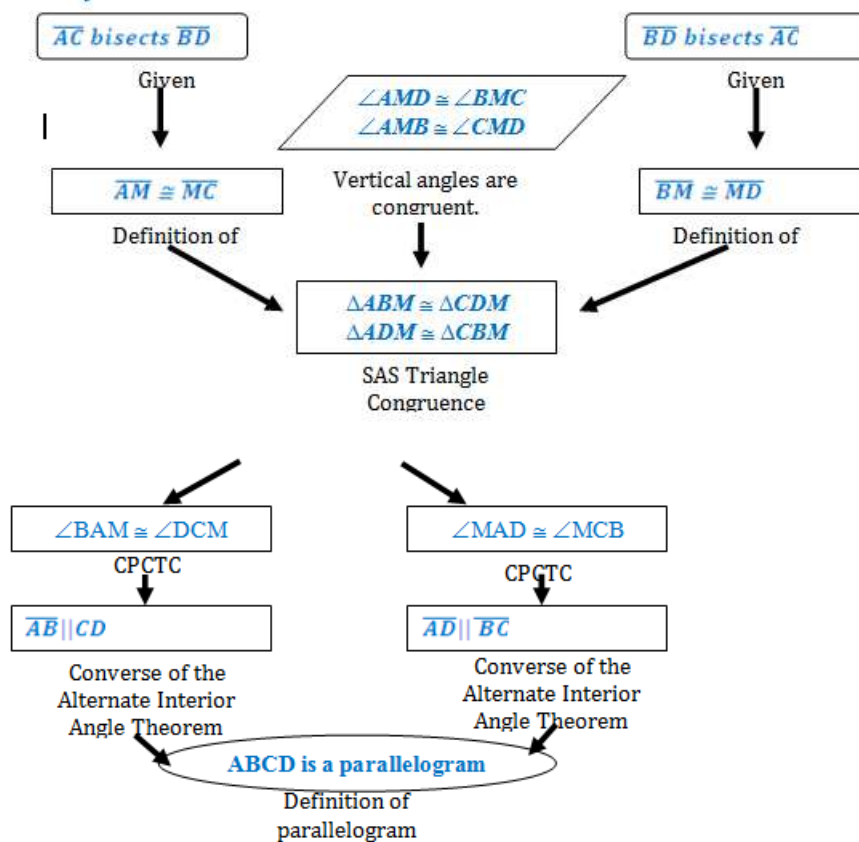 AC bisects BD
BD bisects AC
Given
Given
∠AMD ≅ ∠BMC
∠AMB ≅ ∠CMD
Vertical angles are
congruent.
AM ≅ MC
BM ≅ MD
Definition of
Definition of
ΔABM ≅ ΔCDM
ΔADM ≅ ΔCBM
SAS Triangle
Congruence
∠BAM ≅ ∠DCM
∠MAD ≅ ∠MCB
CPCTC
CPCTC
AB||CD
AD||BC
Converse of the
Alternate Interior
Angle Theorem
Converse of the
Alternate Interior
Angle Theorem
ABCD is a parallelogram
Definition of
parallelogram